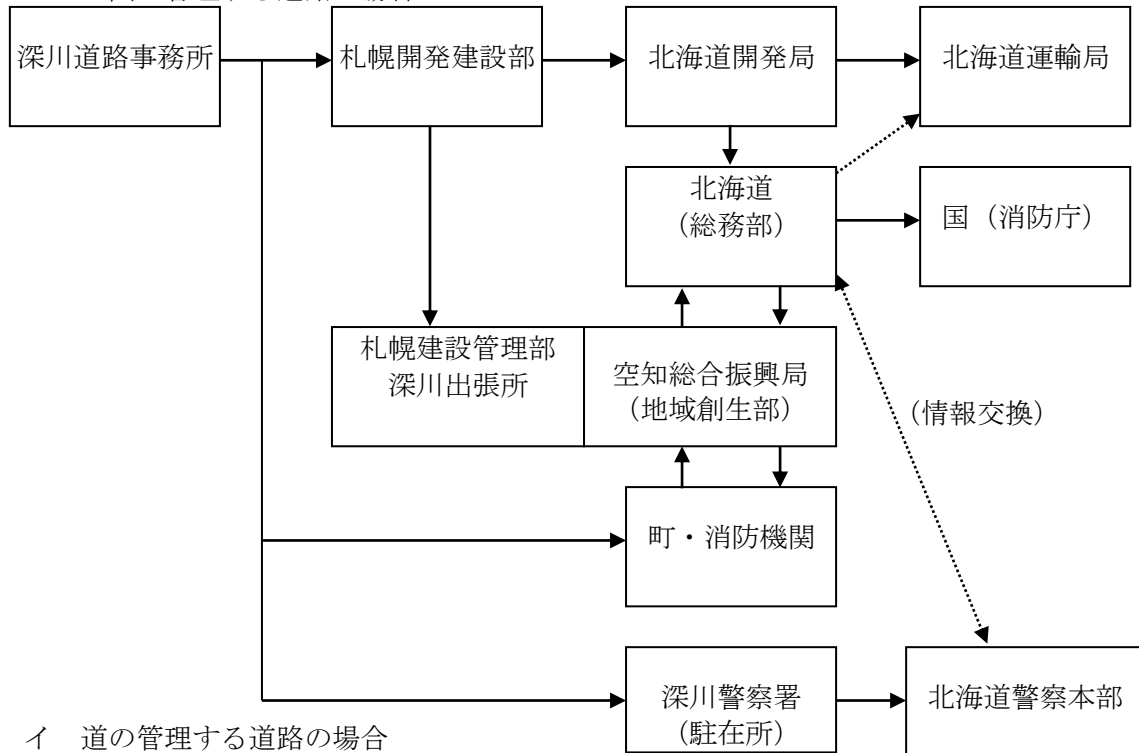 深川道路事務所
札幌開発建設部
北海道開発局
北海道運輸局
北海道
（総務部）
国（消防庁）
札幌建設管理部
深川出張所
空知総合振興局
（地域創生部）
（情報交換）
町・消防機関
深川警察署
（駐在所）
北海道警察本部
イ　道の管理する道路の場合